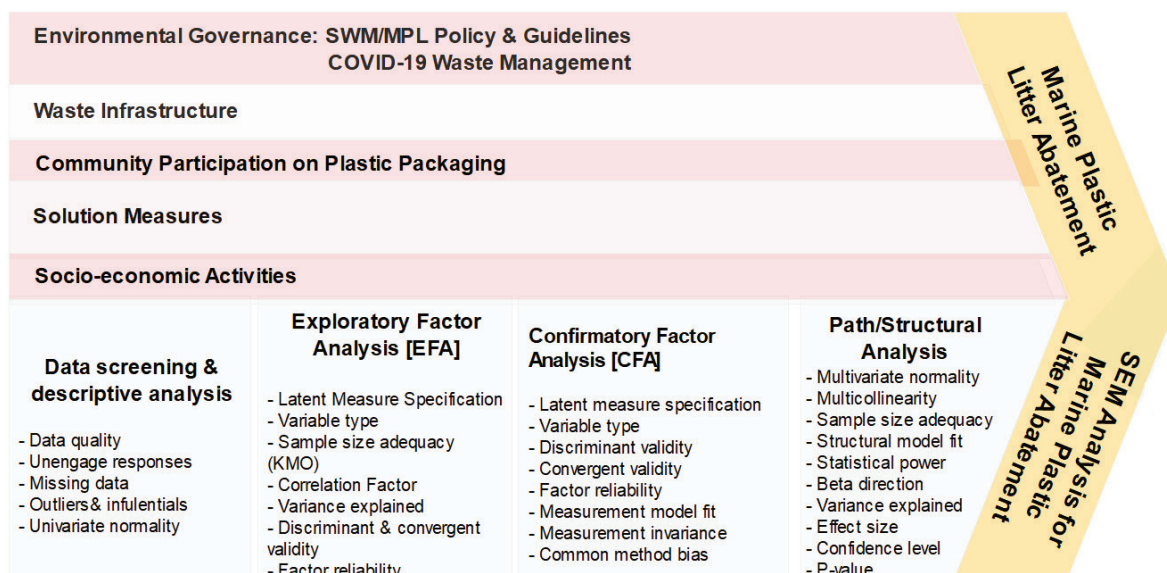 Environmental Governance: SWM/MPL Policy & Guidelines
COVID-19 Waste Management
Waste Infrastructure
Community Participation on Plastic Packaging
Solution Measures
Socio-economic Activities
Marine Plastic
Litter Abatement
Data screening &
descriptive analysis
- Data quality
- Unengage responses
- Missing data
- Outliers& infulentials
- Univariate normality
Exploratory Factor
Analysis [EFA]
- Latent Measure Specification
- Variable type
- Sample size adequacy
(KMO)
- Correlation Factor
- Variance explained
- Discriminant & convergent
validity
- Factor reliability
Confirmatory Factor
Analysis [CFA]
- Latent measure specification
- Variable type
- Discriminant validity
- Convergent validity
- Factor reliability
- Measurement model fit
- Measurement invariance
- Common method bias
Path/Structural
Analysis
- Multivariate normality
- Multicollinearity
- Sample size adequacy
- Structural model fit
- Statistical power
- Beta direction
- Variance explained
- Effect size
- Confidence level
- P-value
SEM Analysis for
Marine Plastic
Litter Abatement